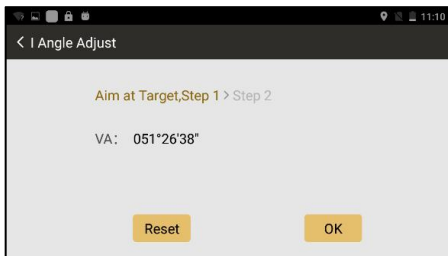 11:10
< I Angle Adjust
Aim at Target,Step 1 > Step 2
VA: 051°26'38"
Reset OK